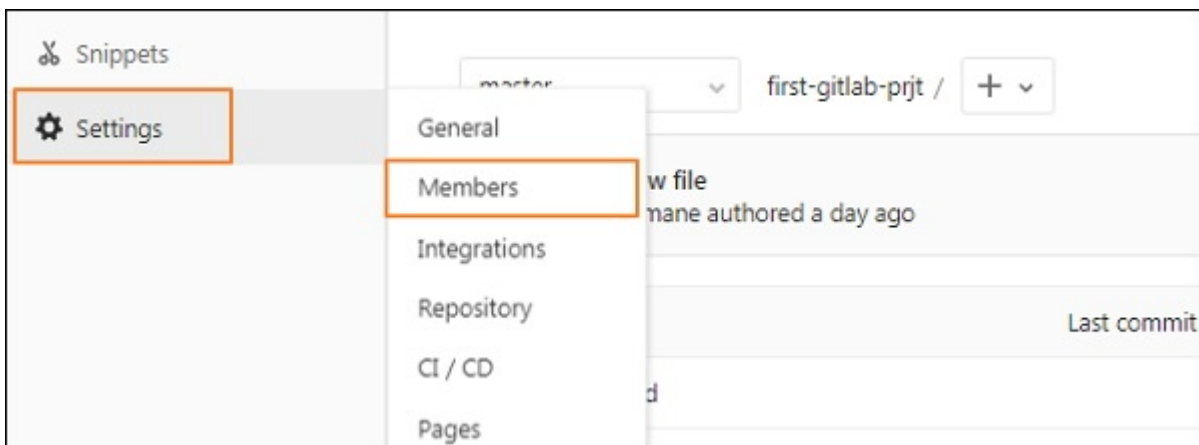 Snippets
master
first-gitlab-prjt /
Settings
General
Members
w file
mane authored a day ago
Integrations
Repository
Last commit
CI / CD
d
Pages